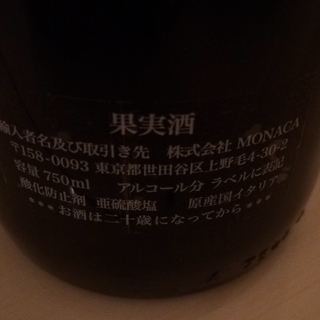 果実酒
輸入者名及び取引き先 株式会社 MONACA
〒158-0093 東京都世田谷区上野毛4-30-2
容量 750ml アルコール分 ラベルに表記
酸化防止剤 亜硫酸塩 原産国イタリア
＊＊＊お酒は二十歳になってから＊＊＊